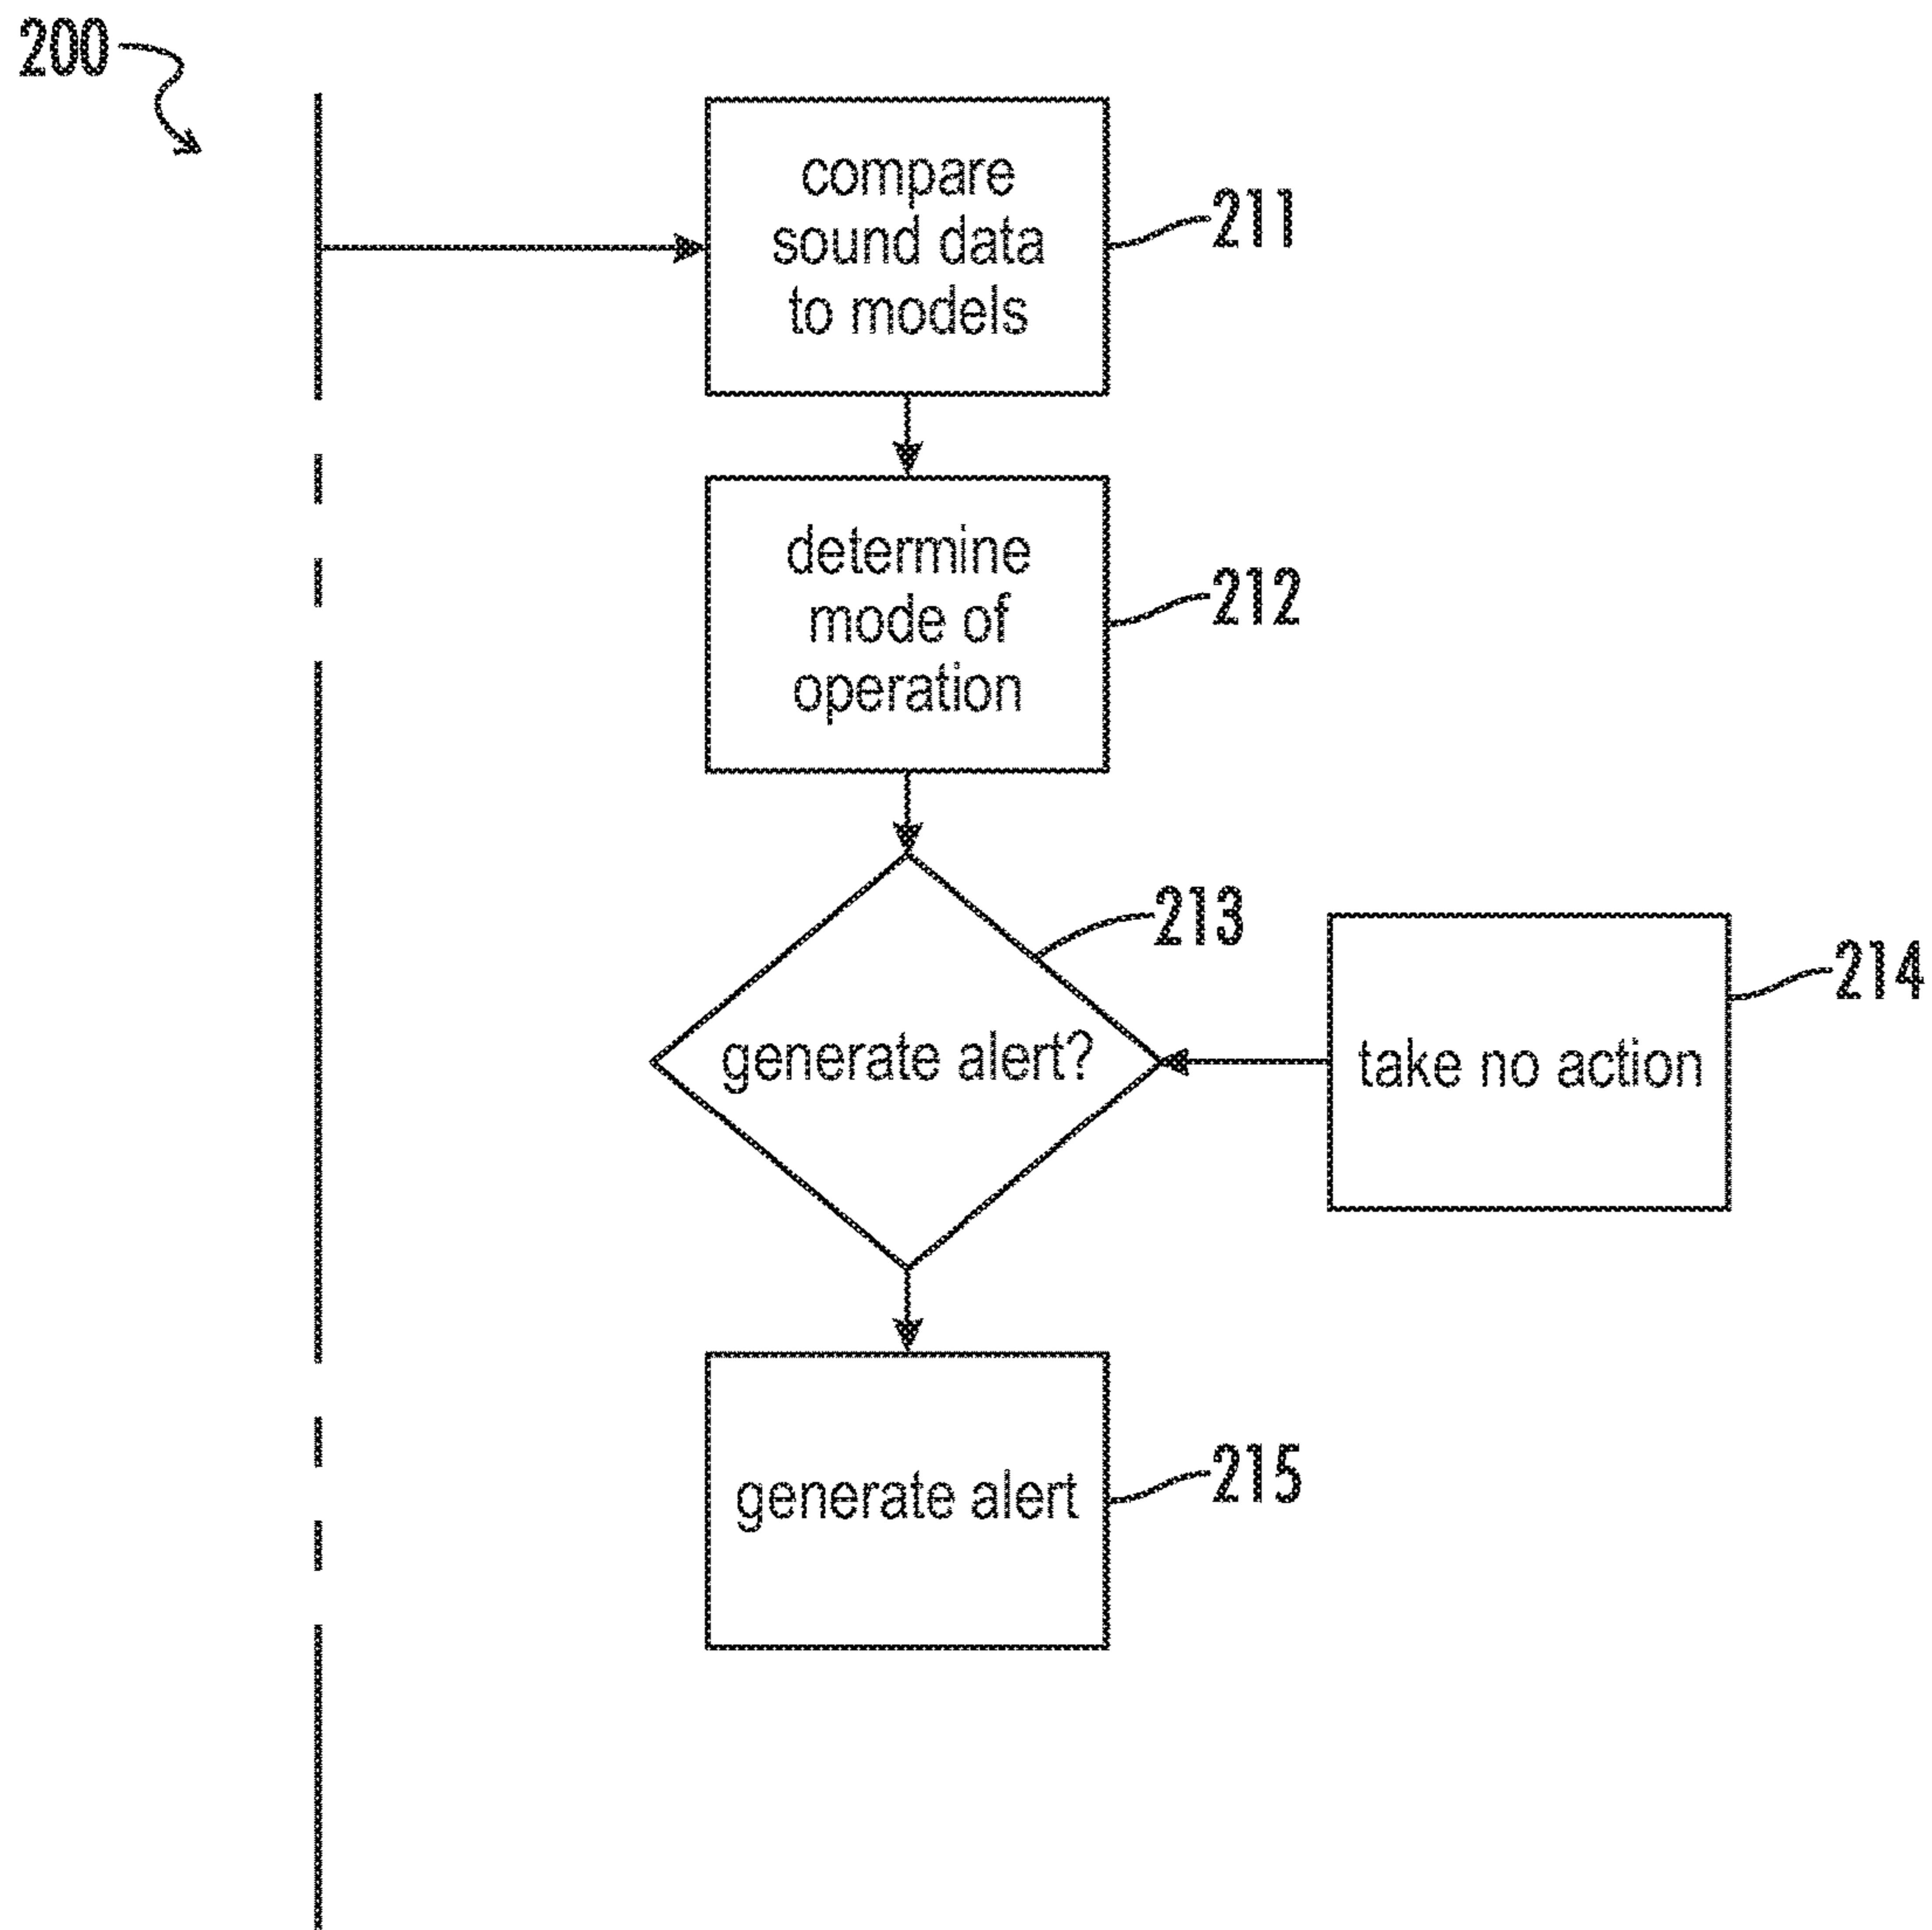 200
compare
sound data
to models
211
determine
mode of
operation
212
213
generate alert?
214
take no action
generate alert
215